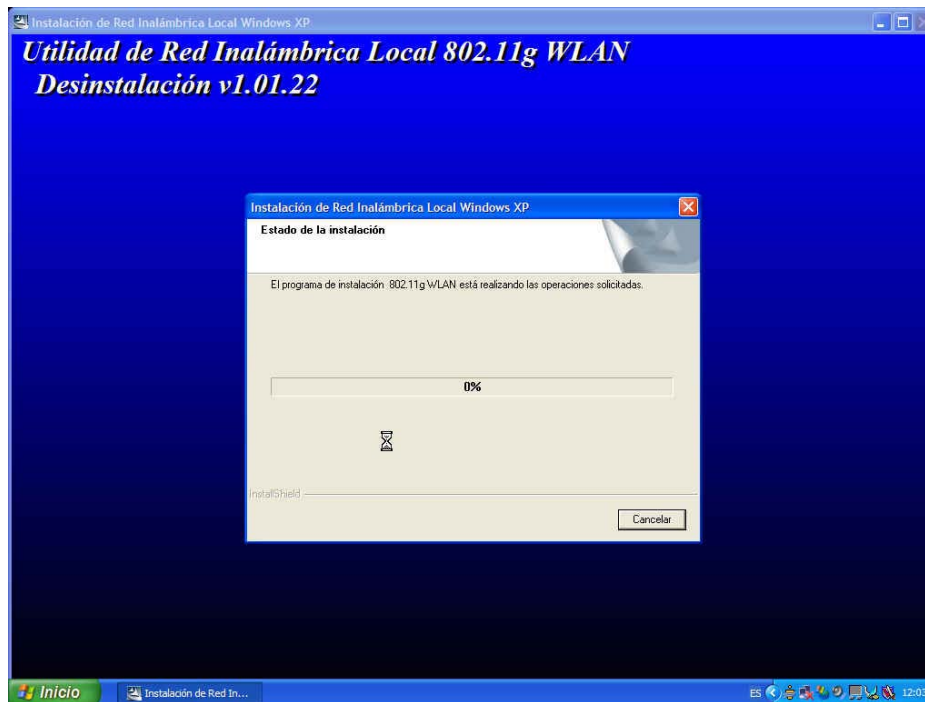 Instalación de Red Inalámbrica Local Windows XP
Utilidad de Red Inalámbrica Local 802.11g WLAN
Desinstalación v1.01.22
Instalación de Red Inalámbrica Local Windows XP
Estado de la instalación
El programa de instalación 802.11g WLAN está realizando las operaciones solicitadas.
0%
InstallShield
Cancelar
Inicio
Instalación de Red In...
ES
12:03